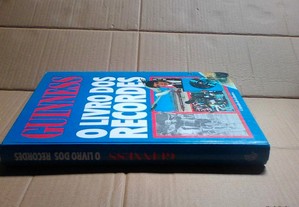 GUINNESS
O LIVRO DOS
RECORDES
O LIVRO DOS RECORDES
GUINNESS